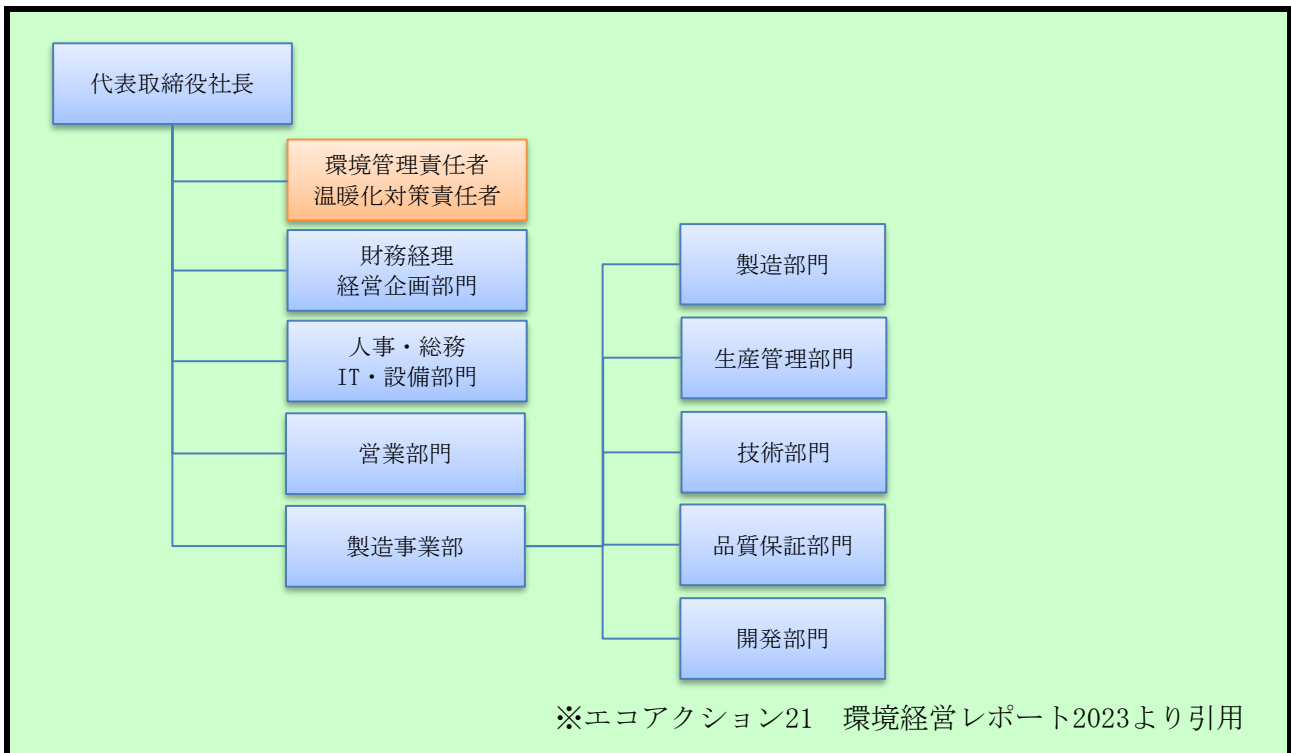 代表取締役社長
環境管理責任者
温暖化対策責任者
財務経理
経営企画部門
人事・総務
IT・設備部門
営業部門
製造事業部
製造部門
生産管理部門
技術部門
品質保証部門
開発部門
※エコアクション21　環境経営レポート2023より引用